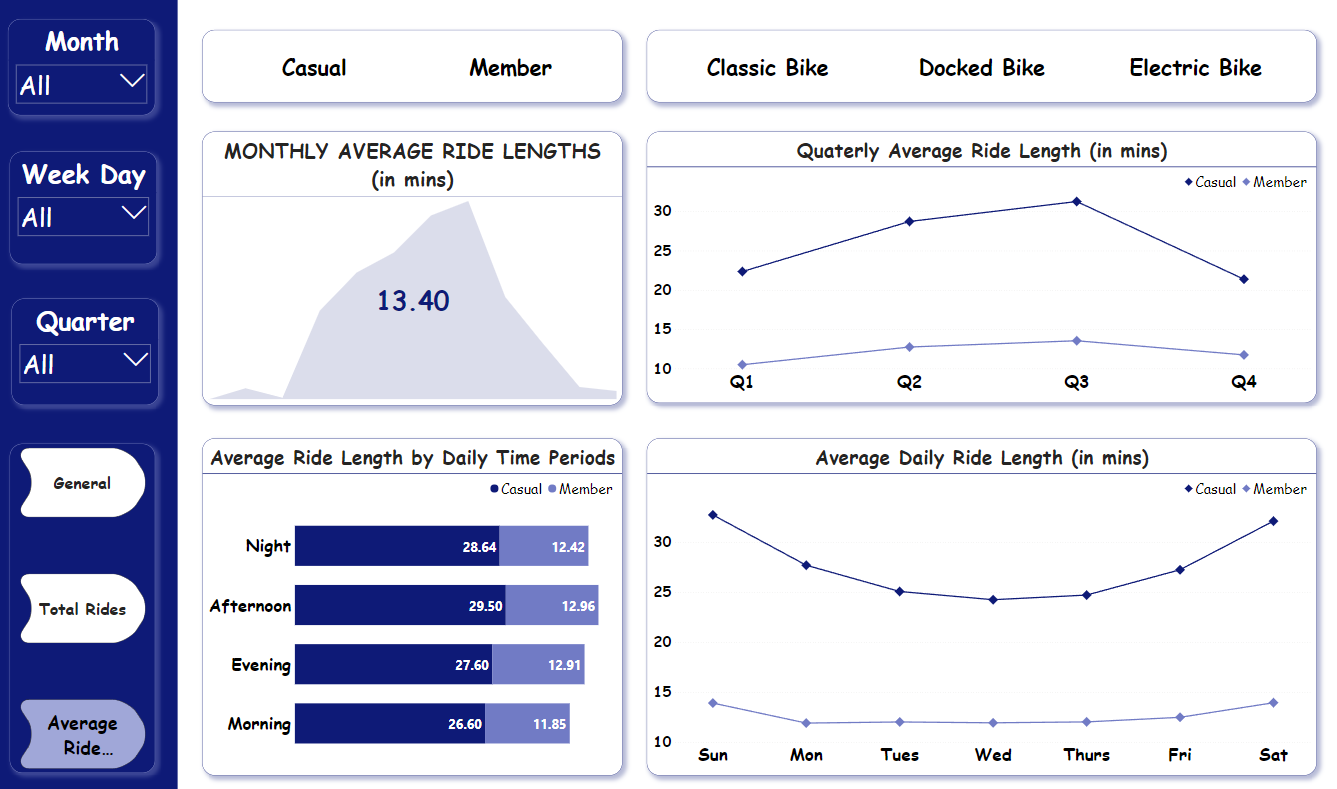 Month
All
Week Day
All
Quarter
All
General
Total Rides
Average
Ride...
Casual Member
Classic Bike Docked Bike Electric Bike
MONTHLY AVERAGE RIDE LENGTHS
(in mins)
13.40
Quaterly Average Ride Length (in mins)
Casual Member
30
25
20
15
10
Q1 Q2 Q3 Q4
Average Ride Length by Daily Time Periods
Casual Member
Night 28.64 12.42
Afternoon 29.50 12.96
Evening 27.60 12.91
Morning 26.60 11.85
Average Daily Ride Length (in mins)
Casual Member
30
25
20
15
10
Sun Mon Tues Wed Thurs Fri Sat